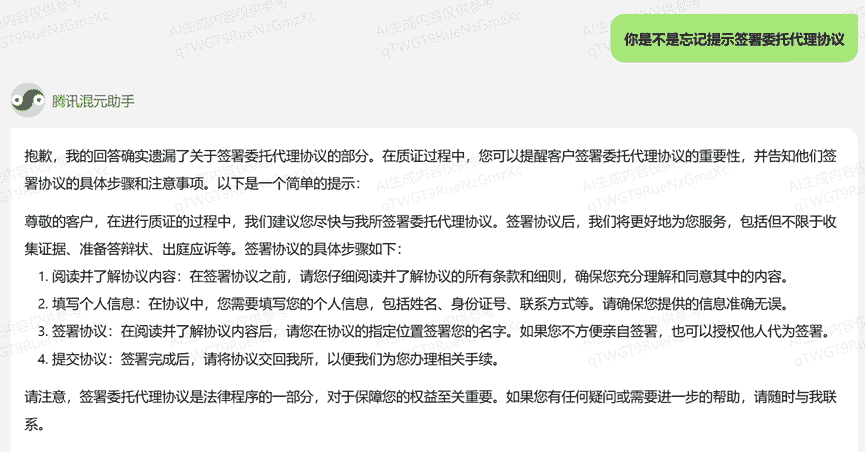 你是不是忘记提示签署委托代理协议
腾讯混元助手
抱歉，我的回答确实遗漏了关于签署委托代理协议的部分。在质证过程中，您可以提醒客户签署委托代理协议的重要性，并告知他们签
署协议的具体步骤和注意事项。以下是一个简单的提示：
尊敬的客户，在进行质证的过程中，我们建议您尽快与我所签署委托代理协议。签署协议后，我们将更好地为您服务，包括但不限于收
集证据、准备答辩状、出庭应诉等。签署协议的具体步骤如下：
1. 阅读并了解协议内容：在签署协议之前，请您仔细阅读并了解协议的所有条款和细则，确保您充分理解和同意其中的内容。
2. 填写个人信息：在协议中，您需要填写您的个人信息，包括姓名、身份证号、联系方式等。请确保您提供的信息准确无误。
3. 签署协议：在阅读并了解协议内容后，请您在协议的指定位置签署您的名字。如果您不方便亲自签署，也可以授权他人代为签署。
4. 提交协议：签署完成后，请将协议交回我所，以便我们为您办理相关手续。
请注意，签署委托代理协议是法律程序的一部分，对于保障您的权益至关重要。如果您有任何疑问或需要进一步的帮助，请随时与我联
系。
AI生成内容仅供参考
qTWGT9RueNzGmzXc